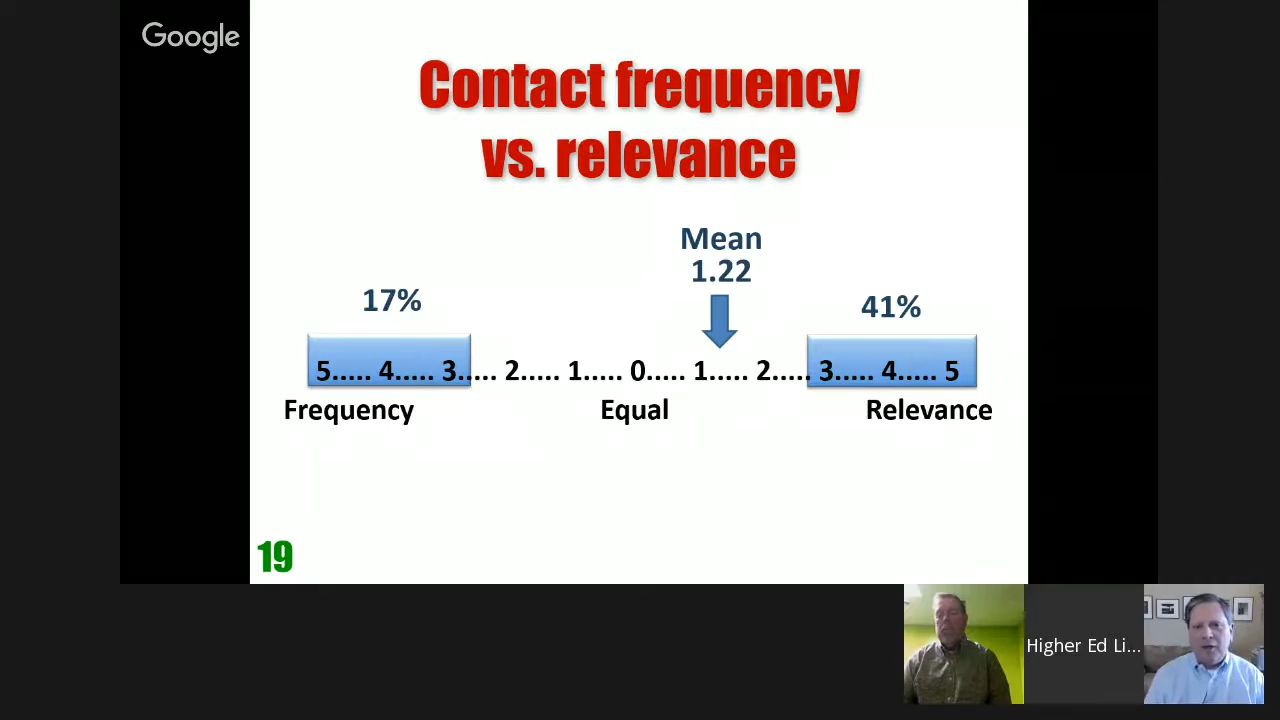 Google
Contact frequency
vs. relevance
Mean
1.22
17%
41%
5..... 4..... 3..... 2..... 1..... 0..... 1..... 2..... 3..... 4..... 5
Frequency
Equal
Relevance
19
Higher Ed Li...